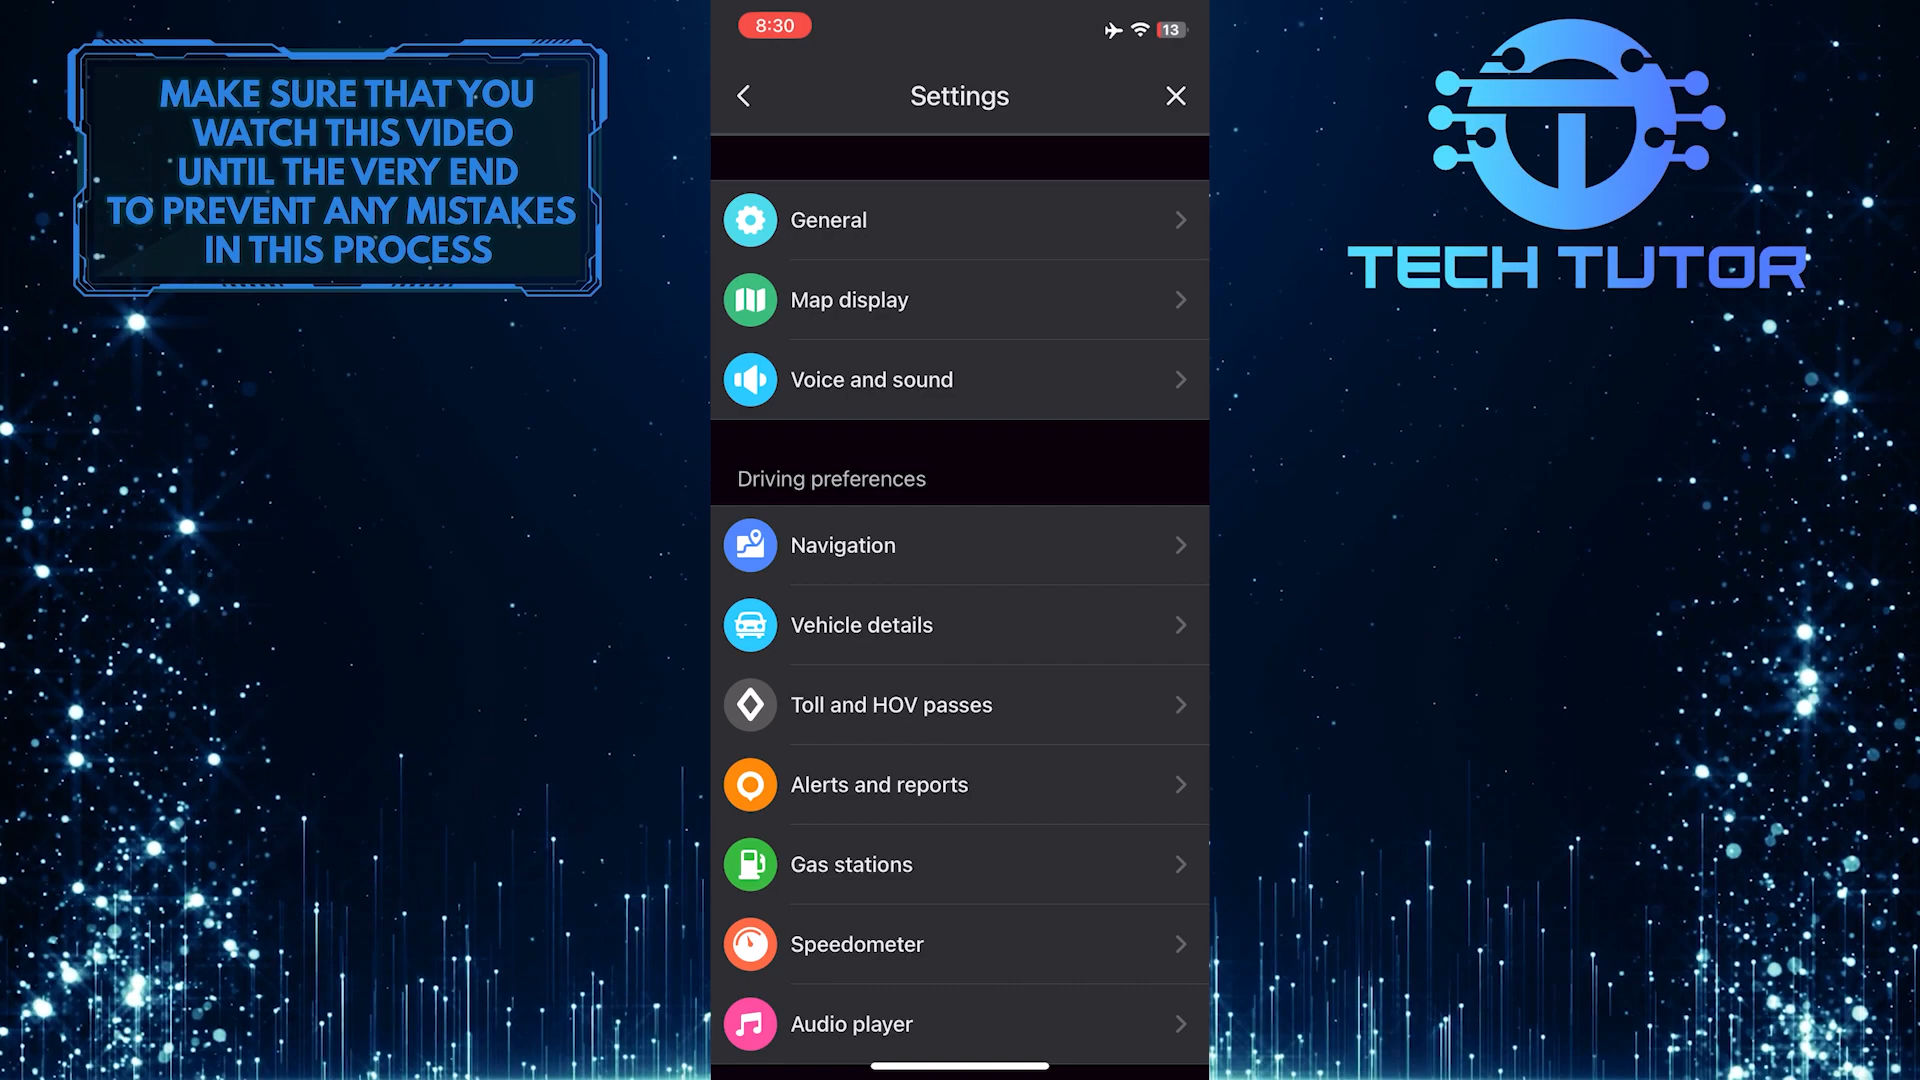 MAKE SURE THAT YOU
WATCH THIS VIDEO
UNTIL THE VERY END
TO PREVENT ANY MISTAKES
IN THIS PROCESS
8:30
13
Settings
General
Map display
Voice and sound
Driving preferences
Navigation
Vehicle details
Toll and HOV passes
Alerts and reports
Gas stations
Speedometer
Audio player
TECH TUTOR